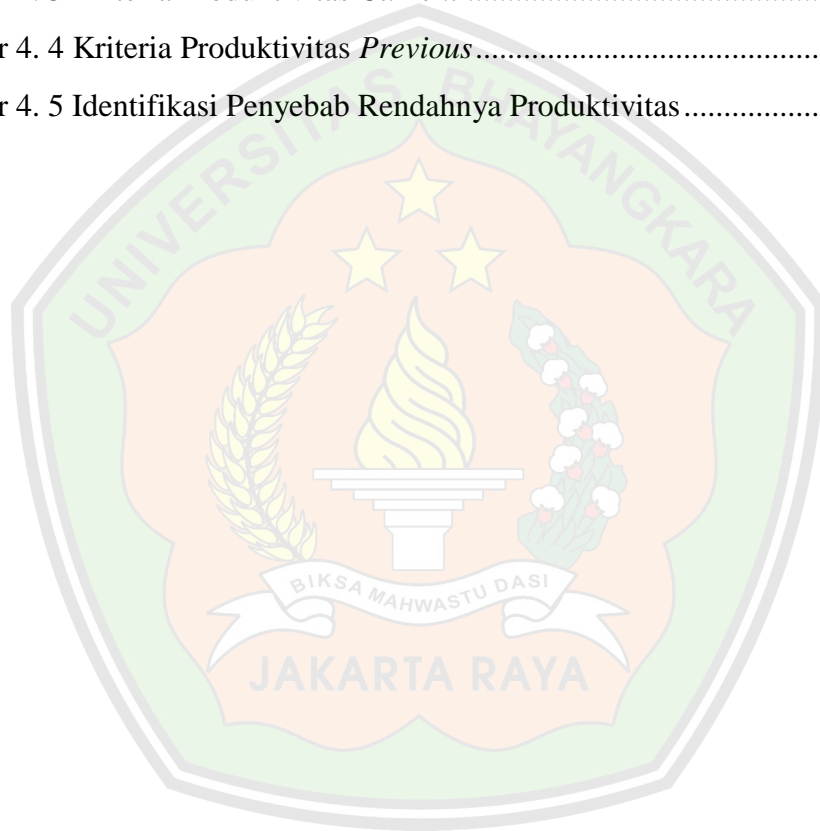 r 4. 4 Kriteria Produktivitas Previous............................................
r 4. 5 Identifikasi Penyebab Rendahnya Produktivitas.................
UNIVERSITAS BHAYANGKARA
BIKSA MAHWASTU DASI
JAKARTA RAYA